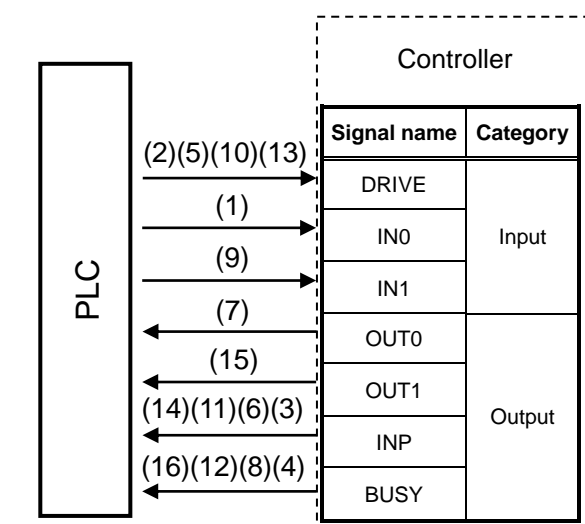 Controller
Signal name Category
(2)(5)(10)(13)
DRIVE
(1)
IN0
Input
(9)
IN1
PLC
(7)
OUT0
(15)
OUT1
Output
(14)(11)(6)(3)
INP
(16)(12)(8)(4)
BUSY